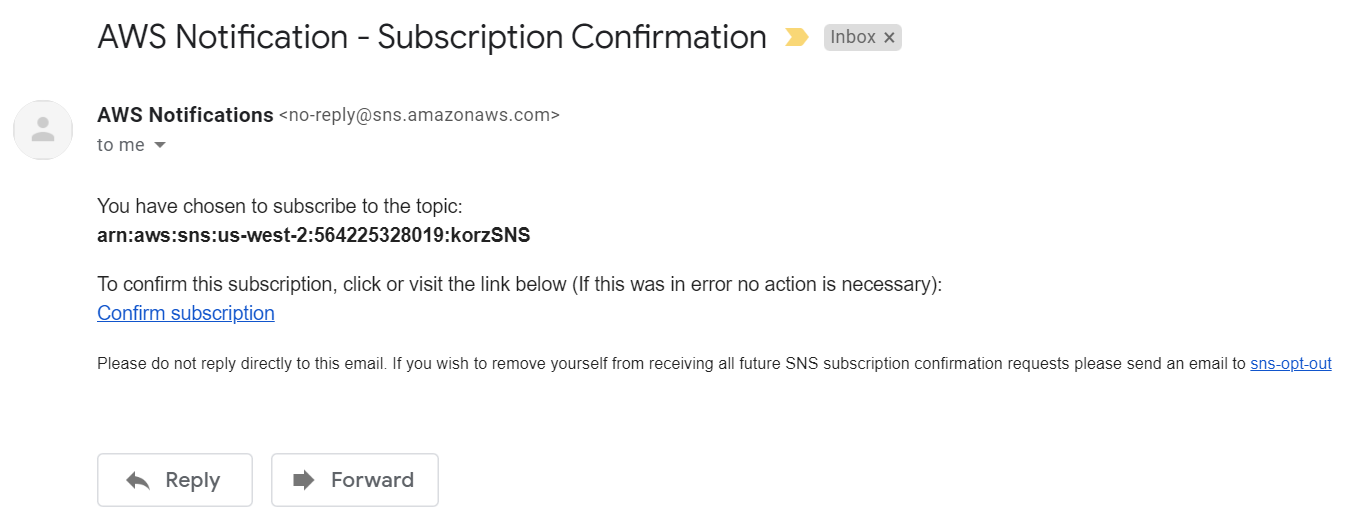 AWS Notification - Subscription Confirmation Inbox ×
AWS Notifications <no-reply@sns.amazonaws.com>
to me
You have chosen to subscribe to the topic:
arn:aws:sns:us-west-2:564225328019:korzSNS
To confirm this subscription, click or visit the link below (If this was in error no action is necessary):
Confirm subscription
Please do not reply directly to this email. If you wish to remove yourself from receiving all future SNS subscription confirmation requests please send an email to sns-opt-out
Reply Forward